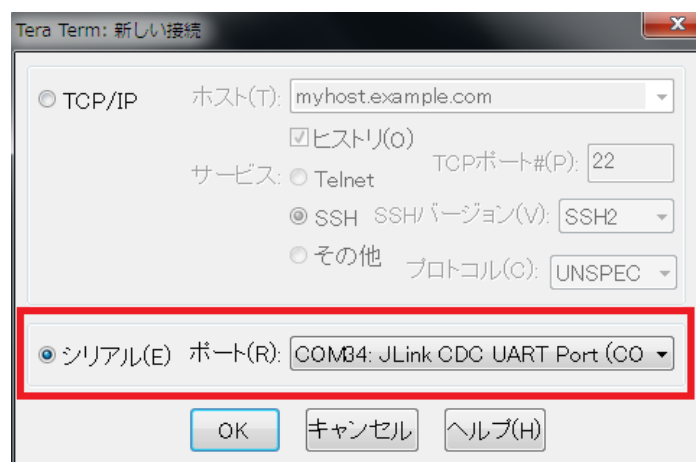 Tera Term: 新しい接続
TCP/IP ホスト(T): myhost.example.com
ヒストリ(O)
サービス: Telnet TCPポート#(P): 22
SSH SSHバージョン(V): SSH2
その他 プロトコル(C): UNSPEC
シリアル(E) ポート(R): COM34: JLink CDC UART Port (CO
OK キャンセル ヘルプ(H)